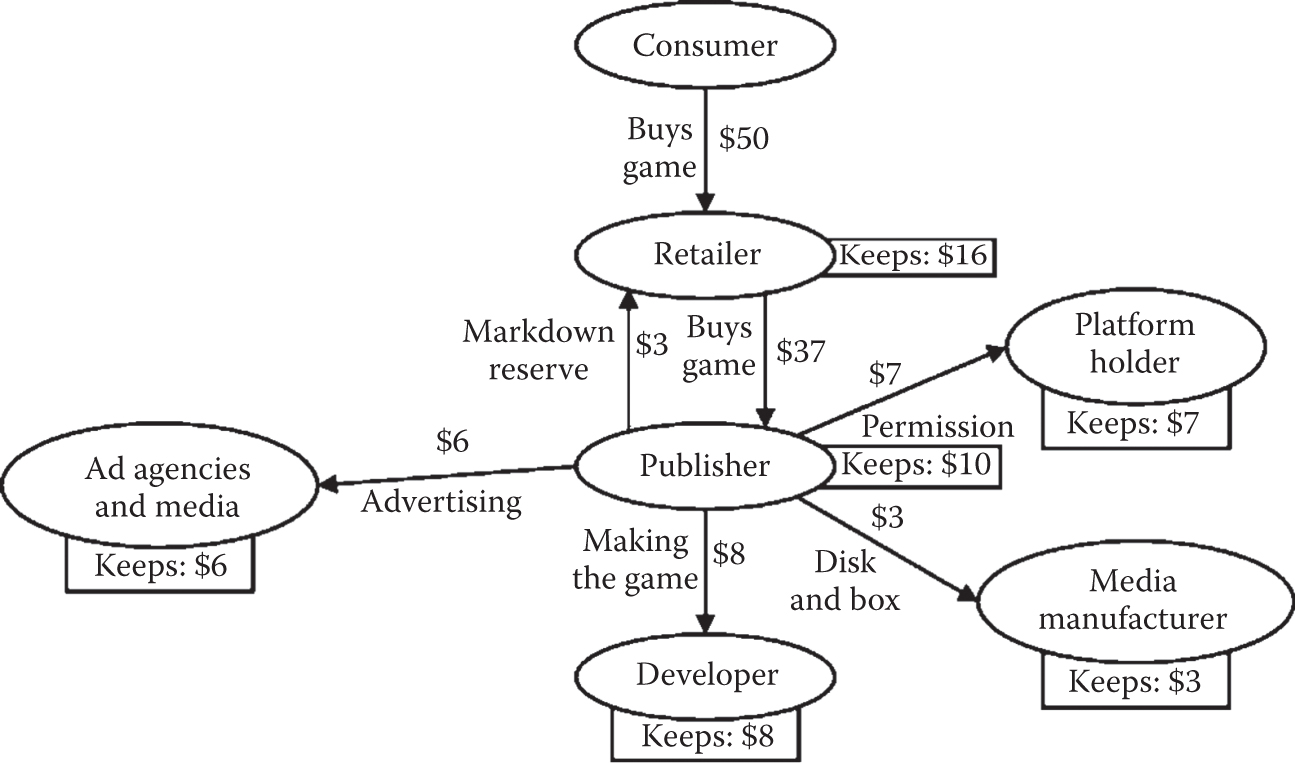 Consumer
Buys
game
$50
Retailer
Keeps: $16
Markdown
reserve
$3
Buys
game
$37
Platform
holder
Keeps: $7
$7
Permission
Publisher
Keeps: $10
$6
Advertising
Ad agencies
and media
Keeps: $6
Making
the game
$8
$3
Disk
and box
Media
manufacturer
Keeps: $3
Developer
Keeps: $8